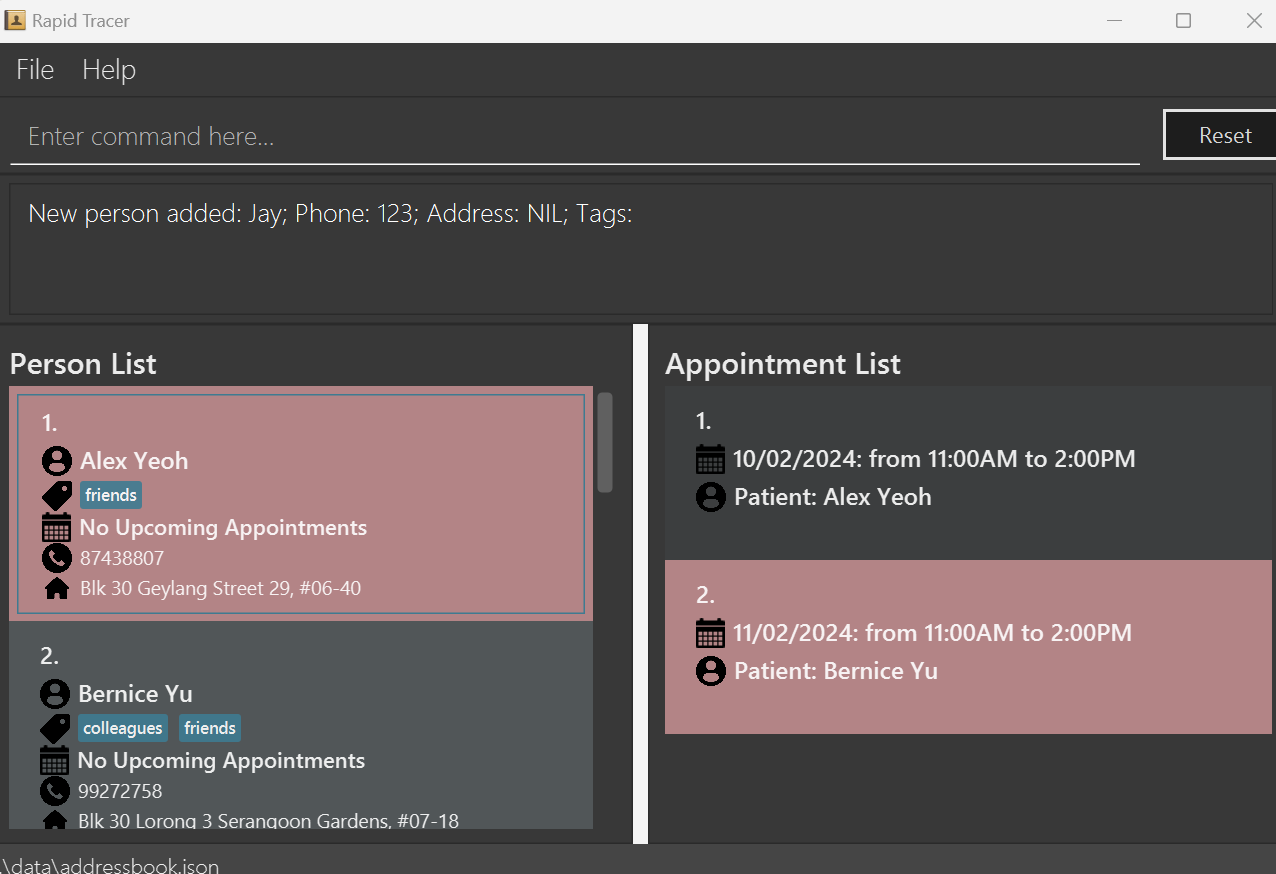 Rapid Tracer
File Help
Enter command here...
Reset
New person added: Jay; Phone: 123; Address: NIL; Tags:
Person List
1.
Alex Yeoh
friends
No Upcoming Appointments
87438807
Blk 30 Geylang Street 29, #06-40
2.
Bernice Yu
colleagues friends
No Upcoming Appointments
99272758
Blk 30 Lorong 3 Serangoon Gardens, #07-18
Appointment List
1.
10/02/2024: from 11:00AM to 2:00PM
Patient: Alex Yeoh
2.
11/02/2024: from 11:00AM to 2:00PM
Patient: Bernice Yu
.\data\addressbook.json